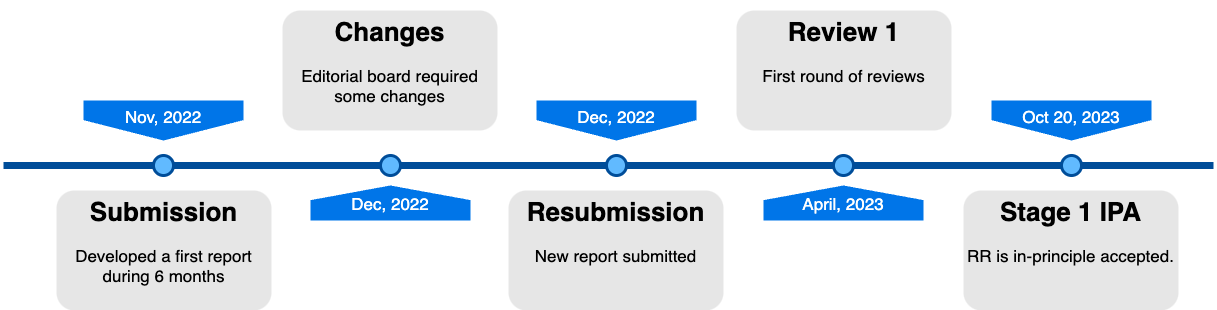 Nov, 2022
Submission
Developed a first report
during 6 months
Changes
Editorial board required
some changes
Dec, 2022
Dec, 2022
Resubmission
New report submitted
Review 1
First round of reviews
April, 2023
Oct 20, 2023
Stage 1 IPA
RR is in-principle accepted.